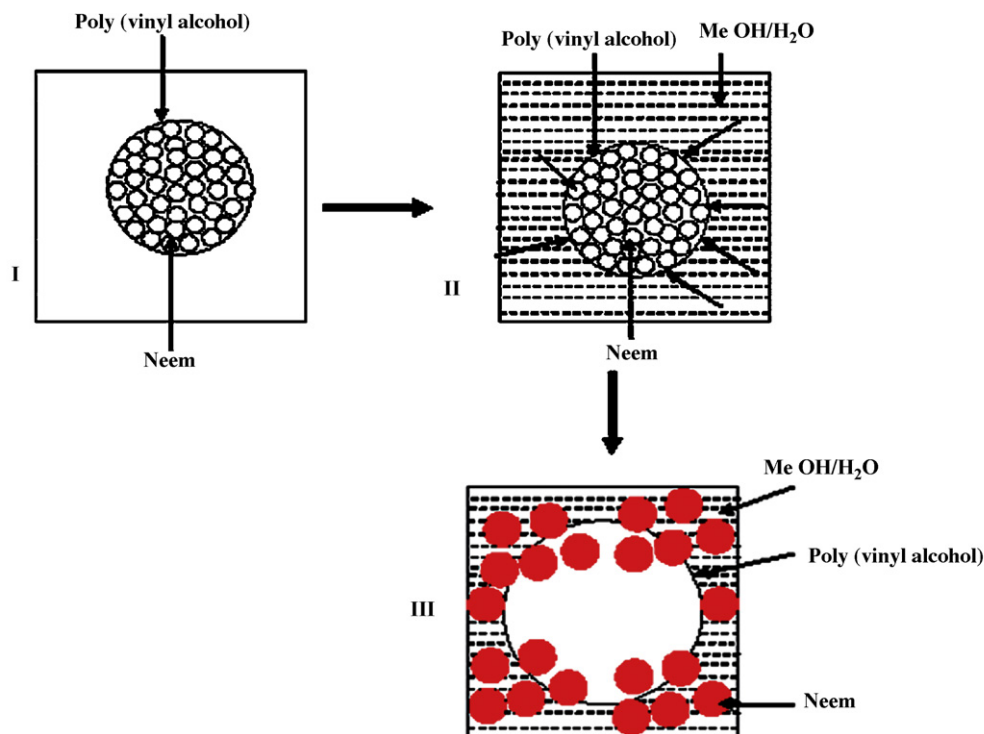 Poly (vinyl alcohol)
I
Neem
Poly (vinyl alcohol)
Me OH/H₂O
II
Neem
Me OH/H₂O
Poly (vinyl alcohol)
III
Neem